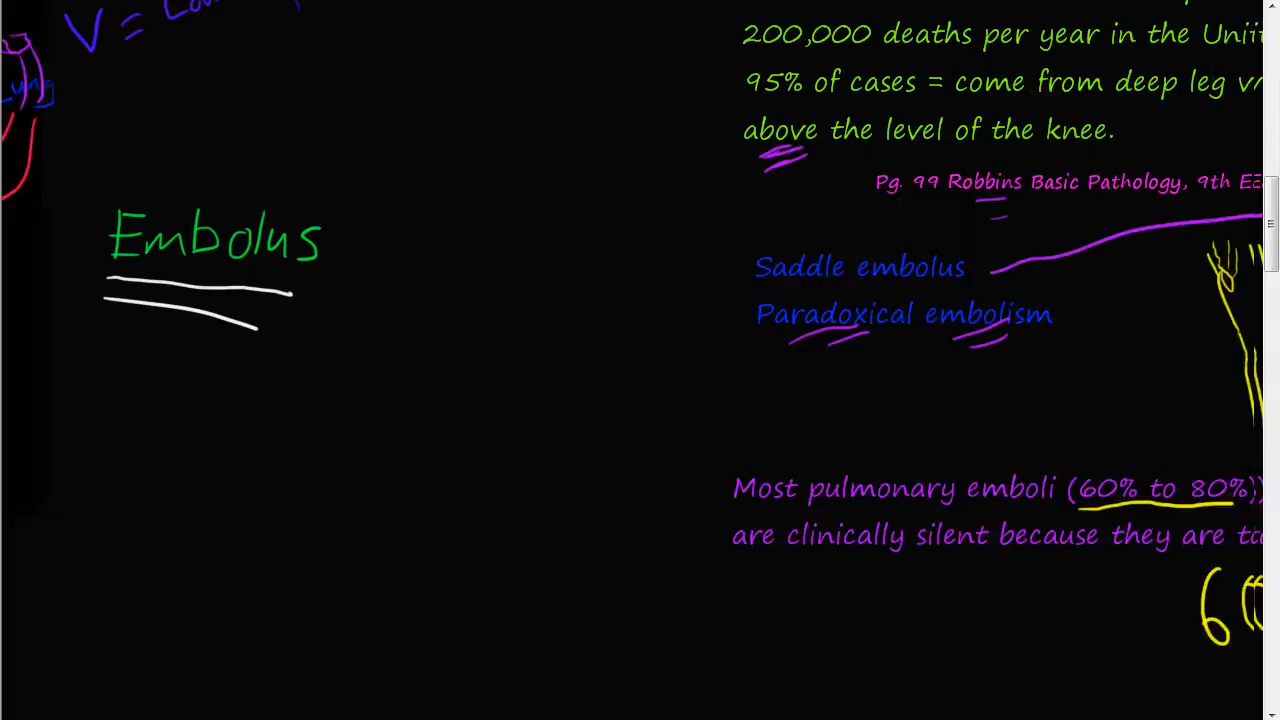 V =
200,000 deaths per year in the
95% of cases = come from deep leg
above the level of the knee.
Pg. 99 Robbins Basic Pathology, 9th
Embolus
Saddle embolus
Paradoxical embolism
Most pulmonary emboli (60% to 80%)
are clinically silent because they are
6